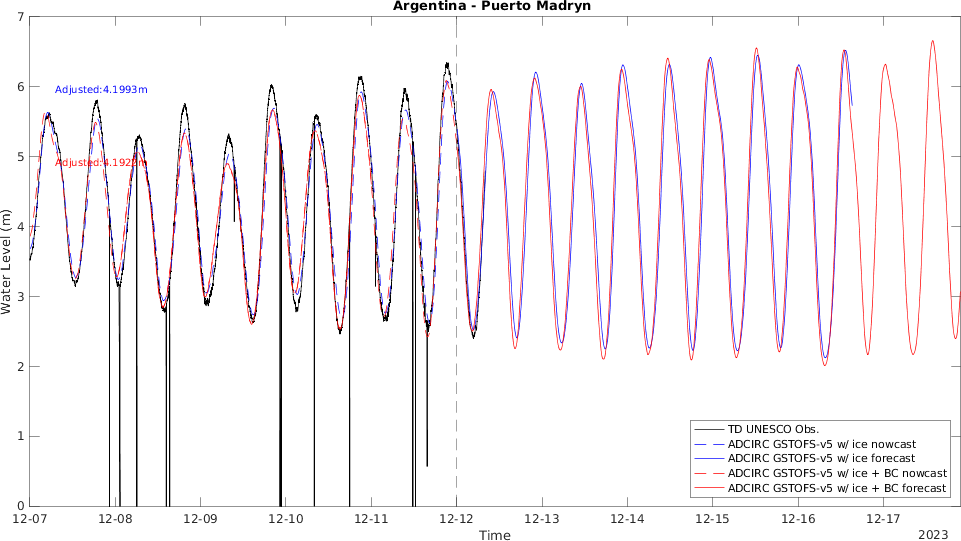 Argentina - Puerto Madryn
7
6
5
4
3
2
1
0
Water Level (m)
Adjusted:4.1993m
Adjusted:4.1922m
TD UNESCO Obs.
ADCIRC GSTOFS-v5 w/ ice nowcast
ADCIRC GSTOFS-v5 w/ ice forecast
ADCIRC GSTOFS-v5 w/ ice + BC nowcast
ADCIRC GSTOFS-v5 w/ ice + BC forecast
12-07 12-08 12-09 12-10 12-11 12-12 12-13 12-14 12-15 12-16 12-17
Time
2023